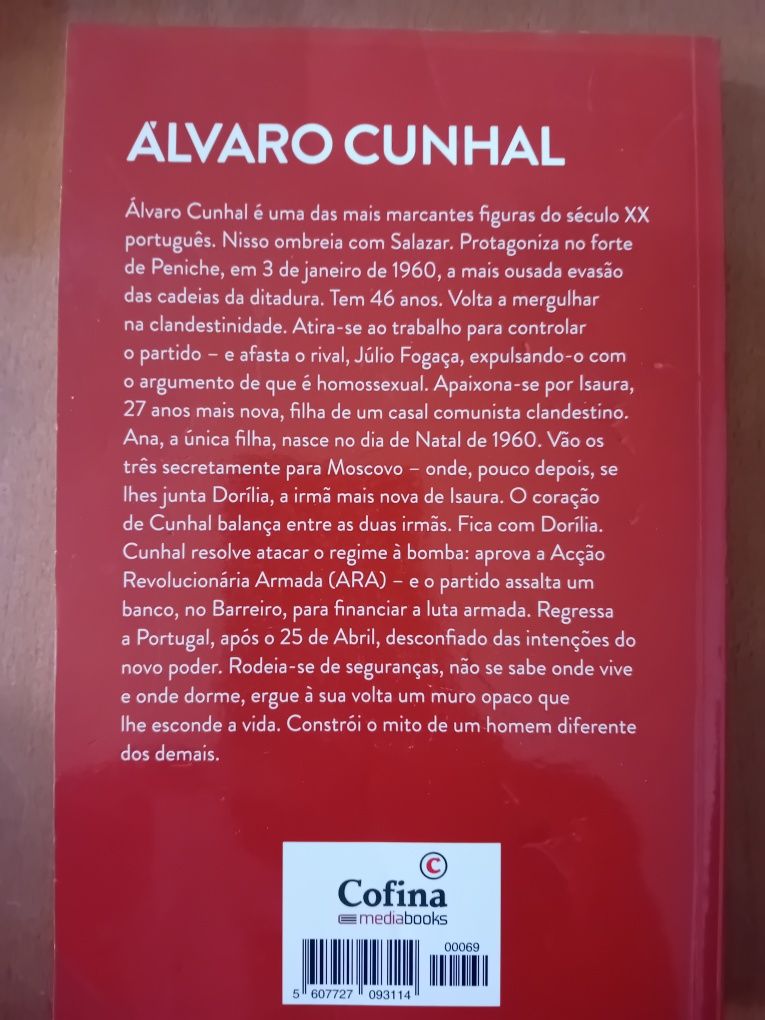 ÁLVARO CUNHAL
Álvaro Cunhal é uma das mais marcantes figuras do século XX
português. Nisso ombreia com Salazar. Protagoniza no forte
de Peniche, em 3 de janeiro de 1960, a mais ousada evasão
das cadeias da ditadura. Tem 46 anos. Volta a mergulhar
na clandestinidade. Atira-se ao trabalho para controlar
o partido – e afasta o rival, Júlio Fogaça, expulsando-o com
o argumento de que é homossexual. Apaixona-se por Isaura,
27 anos mais nova, filha de um casal comunista clandestino.
Ana, a única filha, nasce no dia de Natal de 1960. Vão os
três secretamente para Moscovo – onde, pouco depois, se
lhes junta Dorília, a irmã mais nova de Isaura. O coração
de Cunhal balança entre as duas irmãs. Fica com Dorília.
Cunhal resolve atacar o regime à bomba: aprova a Acção
Revolucionária Armada (ARA) – e o partido assalta um
banco, no Barreiro, para financiar a luta armada. Regressa
a Portugal, após o 25 de Abril, desconfiado das intenções do
novo poder. Rodeia-se de seguranças, não se sabe onde vive
e onde dorme, ergue à sua volta um muro opaco que
lhe esconde a vida. Constrói o mito de um homem diferente
dos demais.
C
Cofina
mediabooks
00069
5 607727 093114